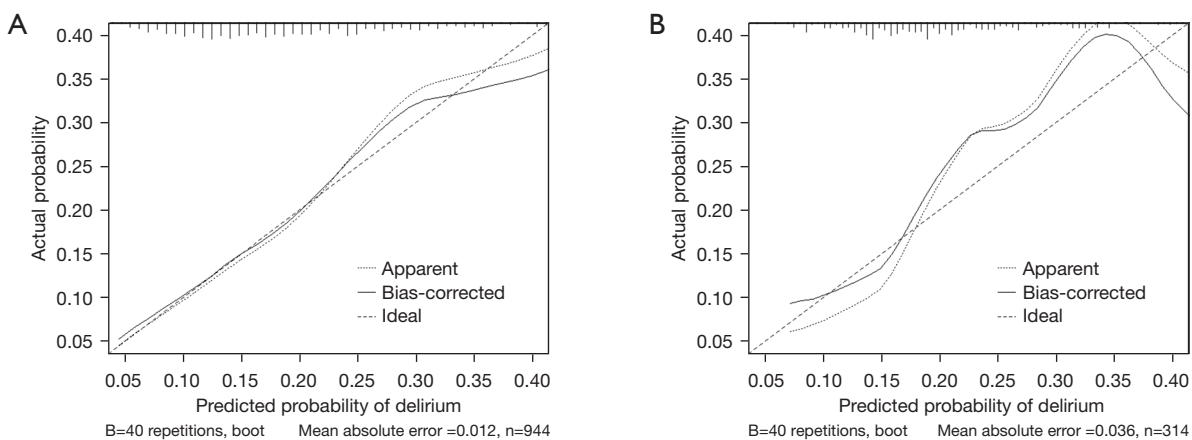 A
Actual probability
0.40
0.35
0.30
0.25
0.20
0.15
0.10
0.05
Apparent
Bias-corrected
Ideal
0.05 0.10 0.15 0.20 0.25 0.30 0.35 0.40
Predicted probability of delirium
B=40 repetitions, boot Mean absolute error =0.012, n=944
B
Actual probability
0.40
0.35
0.30
0.25
0.20
0.15
0.10
0.05
Apparent
Bias-corrected
Ideal
0.05 0.10 0.15 0.20 0.25 0.30 0.35 0.40
Predicted probability of delirium
B=40 repetitions, boot Mean absolute error =0.036, n=314